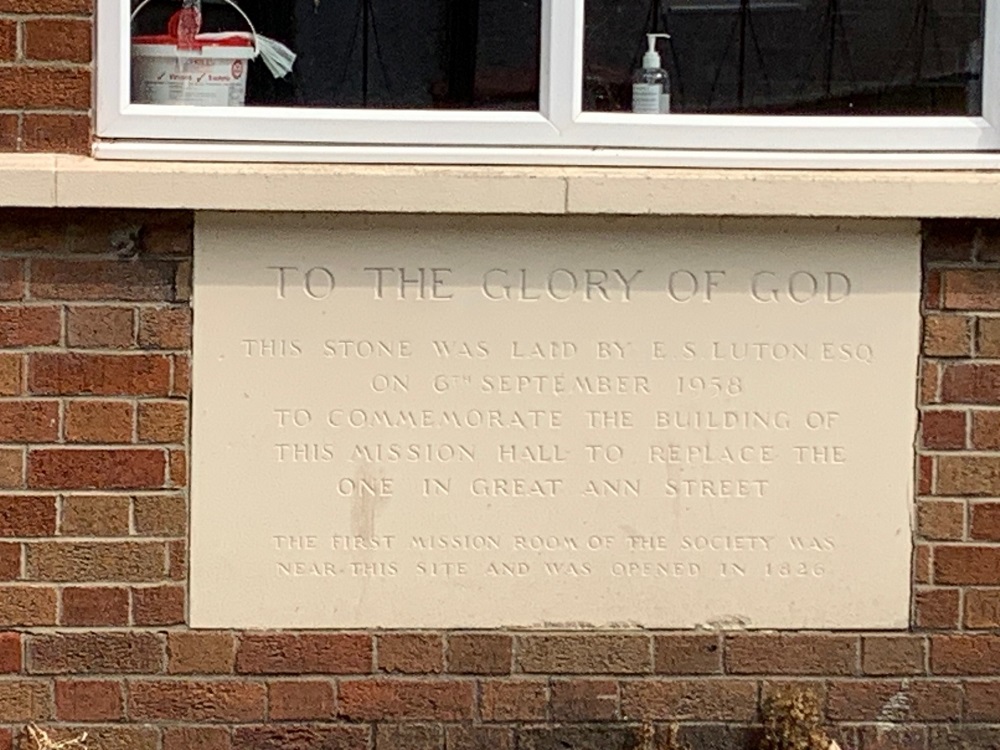 TO THE GLORY OF GOD
THIS STONE WAS LAID BY E.S. LUTON. ESQ
ON 6TH SEPTEMBER 1958
TO COMMEMORATE THE BUILDING OF
THIS MISSION HALL TO REPLACE THE
ONE IN GREAT ANN STREET
THE FIRST MISSION ROOM OF THE SOCIETY WAS
NEAR THIS SITE AND WAS OPENED IN 1826